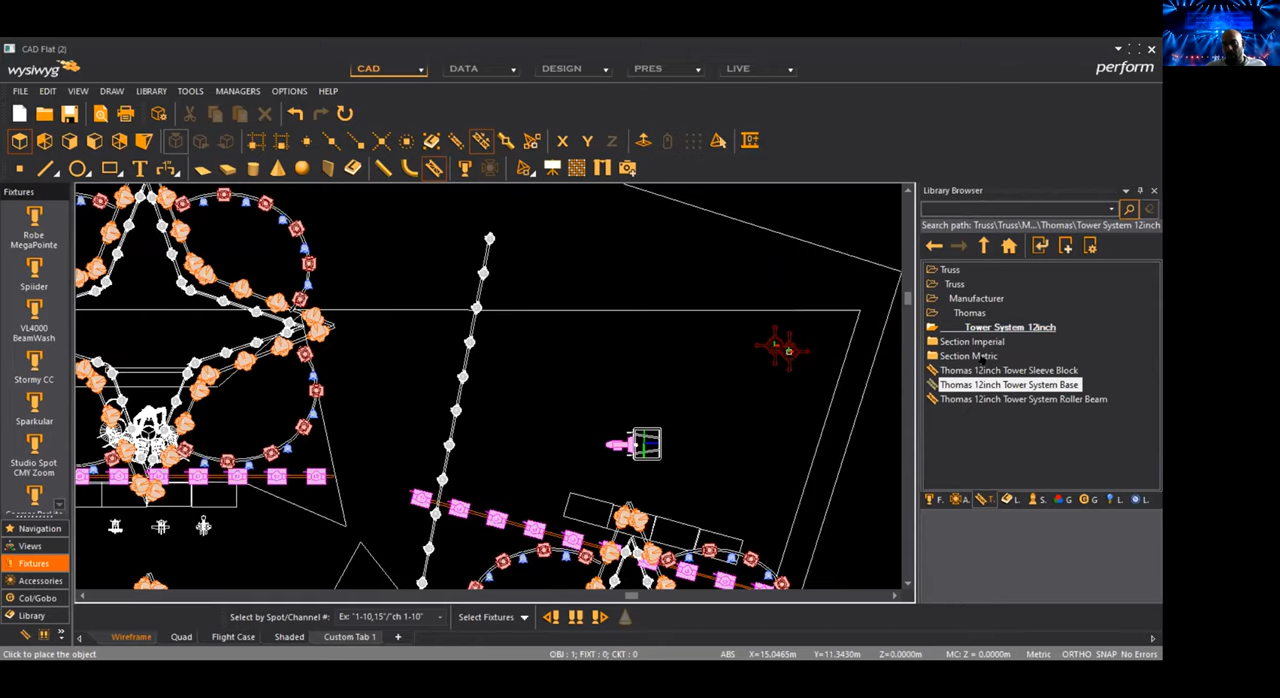 CAD Flat (2)
wysiwyg
CAD
DATA
DESIGN
PRES
LIVE
perform
FILE EDIT VIEW DRAW LIBRARY TOOLS MANAGERS OPTIONS HELP
X Y Z
T
Fixtures
Robe
MegaPointe
Spiider
VL4000
BeamWash
Stormy CC
Sparkular
Studio Spot
CMY Zoom
Navigation
Views
Fixtures
Accessories
Col/Gobo
Library
Library Browser
Search path: Truss\Truss\M...\Thomas\Tower System 12inch
Truss
Truss
Manufacturer
Thomas
Tower System 12inch
Section Imperial
Section Metric
Thomas 12inch Tower Sleeve Block
Thomas 12inch Tower System Base
Thomas 12inch Tower System Roller Beam
F. A. T. L. S. G G L. L.
Select by Spot/Channel #: Ex: "1-10,15"/"ch 1-10" Select Fixtures
Wireframe Quad Flight Case Shaded Custom Tab 1 +
Click to place the object OBJ : 1; FIXT : 0; CKT : 0 ABS X=15.0465m Y=11.3430m Z=0.0000m MC: Z = 0.0000m Metric ORTHO SNAP No Errors